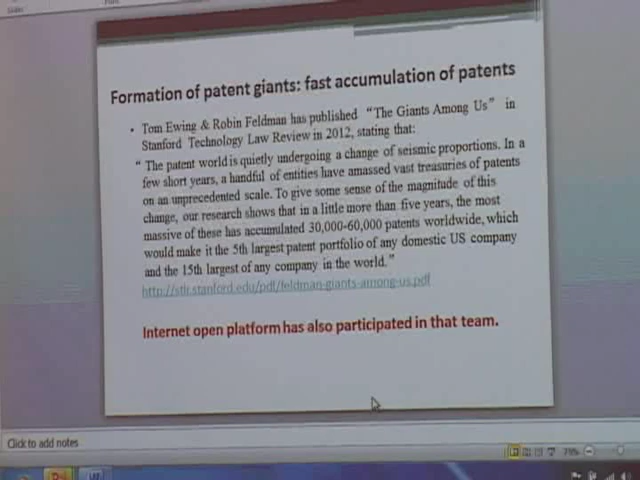 Formation of patent giants: fast accumulation of patents
• Tom Ewing & Robin Feldman has published “The Giants Among Us” in
Stanford Technology Law Review in 2012, stating that:
“ The patent world is quietly undergoing a change of seismic proportions. In a
few short years, a handful of entities have amassed vast treasuries of patents
on an unprecedented scale. To give some sense of the magnitude of this
change, our research shows that in a little more than five years, the most
massive of these has accumulated 30,000-60,000 patents worldwide, which
would make it the 5th largest patent portfolio of any domestic US company
and the 15th largest of any company in the world.”
http://stlr.stanford.edu/pdf/feldman-giants-among-us.pdf
Internet open platform has also participated in that team.
Click to add notes